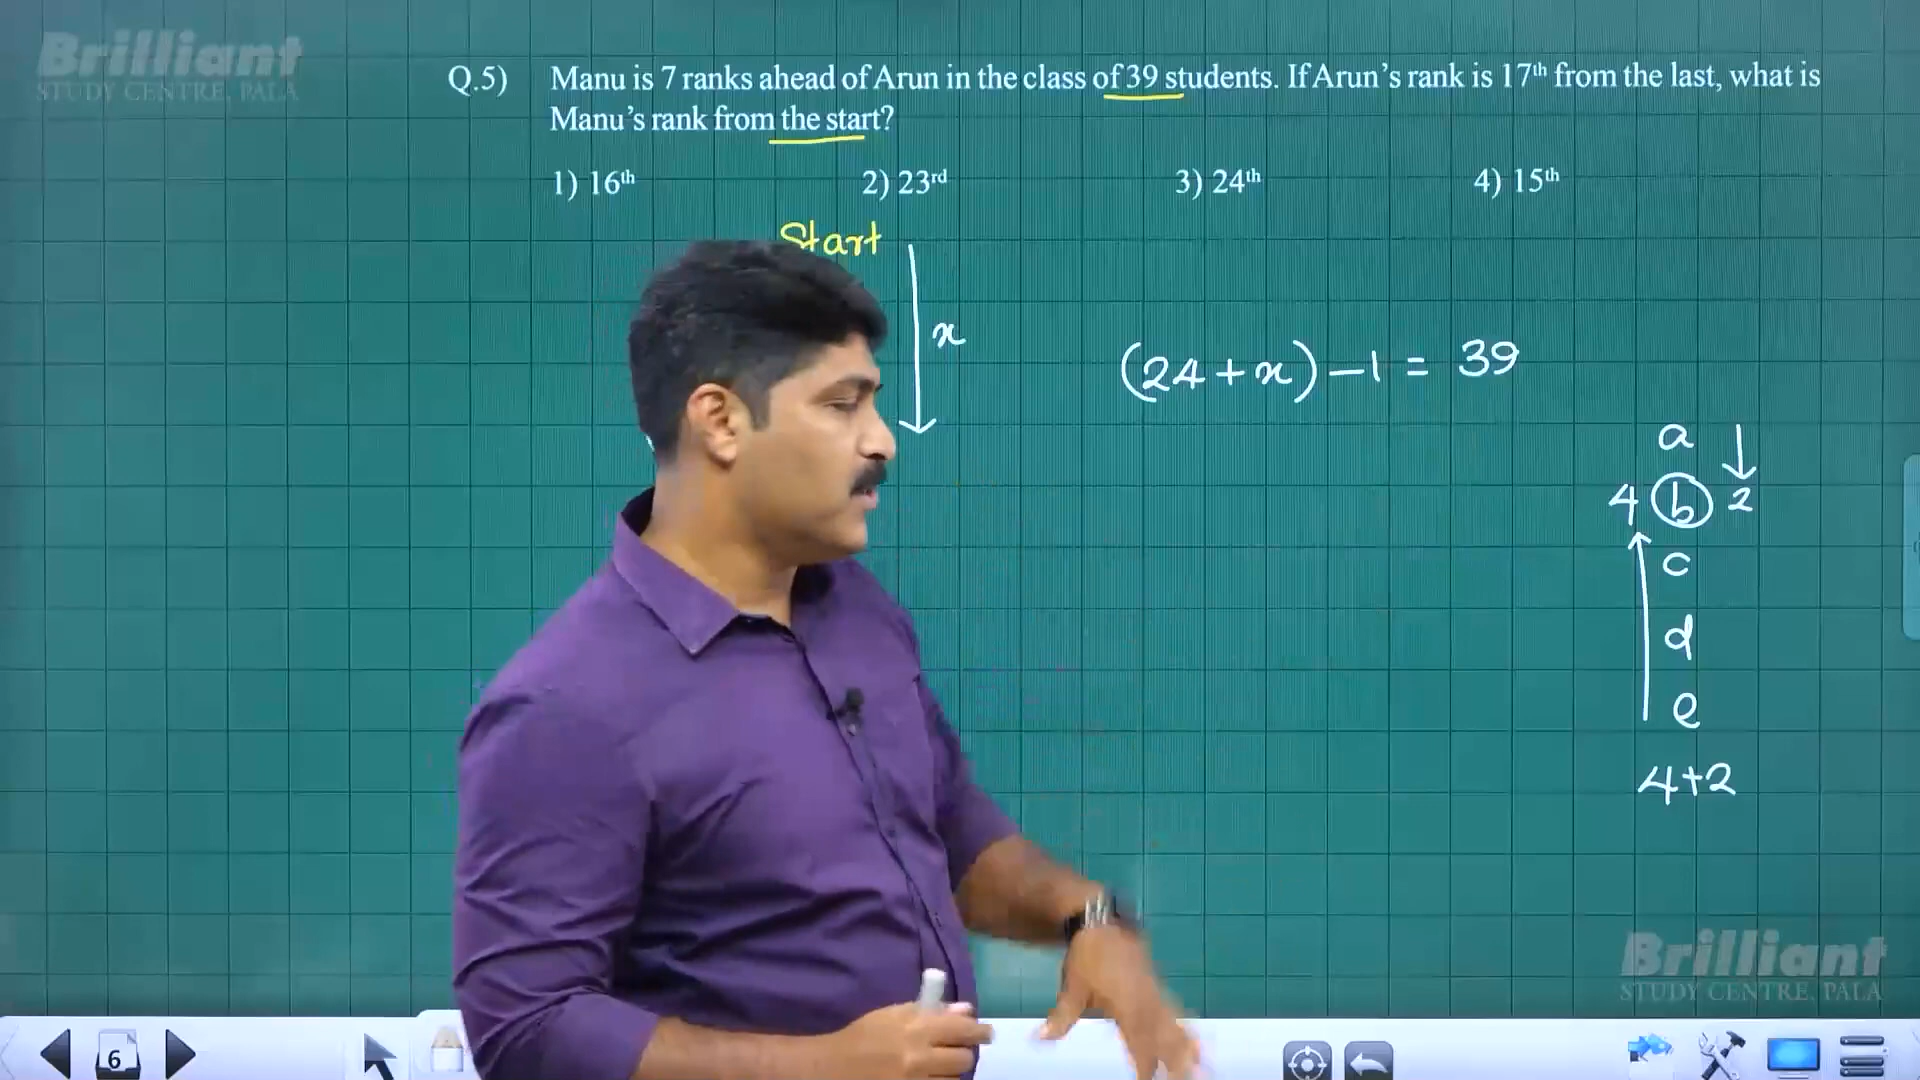 Brilliant
STUDY CENTRE, PALA
Q.5) Manu is 7 ranks ahead of Arun in the class of 39 students. If Arun's rank is 17th from the last, what is
Manu's rank from the start?
1) 16th 2) 23rd 3) 24th 4) 15th
Start
x
(24+x)-1 = 39
a
4 b 2
c
d
e
4+2
Brilliant
STUDY CENTRE, PALA
6